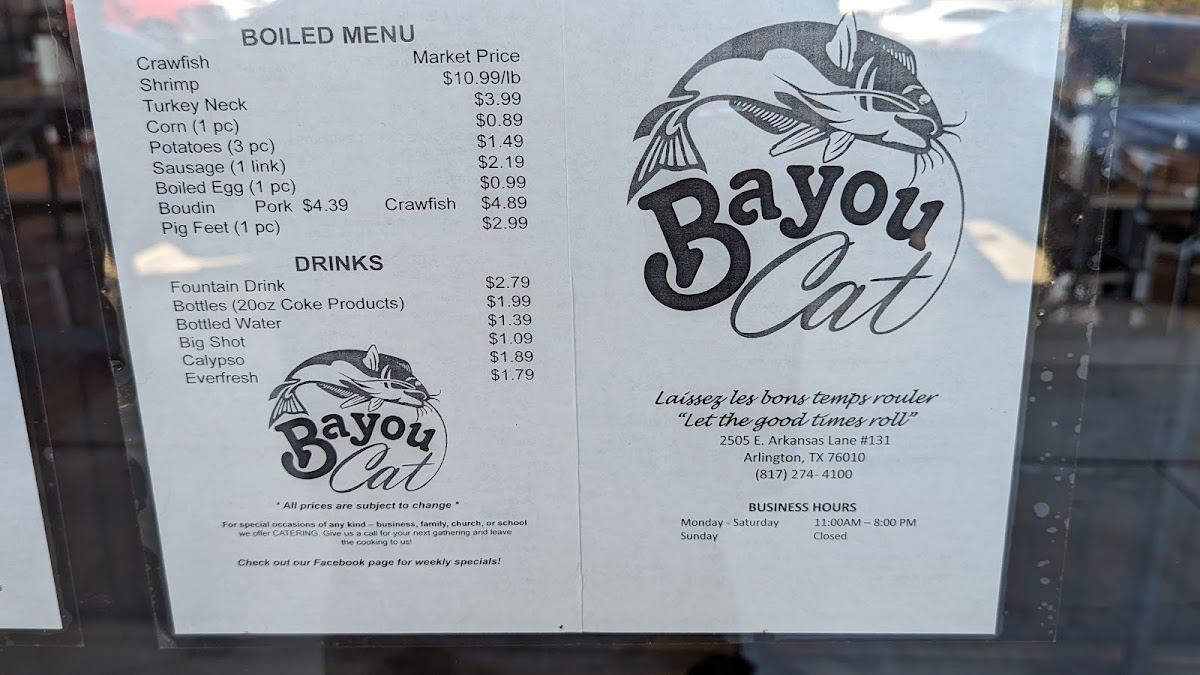 BOILED MENU
Crawfish Market Price
Shrimp $10.99/lb
Turkey Neck $3.99
Corn (1 pc) $0.89
Potatoes (3 pc) $1.49
Sausage (1 link) $2.19
Boiled Egg (1 pc) $0.99
Boudin Pork $4.39 Crawfish $4.89
Pig Feet (1 pc) $2.99
DRINKS
Fountain Drink $2.79
Bottles (20oz Coke Products) $1.99
Bottled Water $1.39
Big Shot $1.09
Calypso $1.89
Everfresh $1.79
Bayou
Cat
* All prices are subject to change *
For special occasions of any kind – business, family, church, or school
we offer CATERING. Give us a call for your next gathering and leave
the cooking to us!
Check out our Facebook page for weekly specials!
Bayou
Cat
Laissez les bons temps rouler
“Let the good times roll”
2505 E. Arkansas Lane #131
Arlington, TX 76010
(817) 274- 4100
BUSINESS HOURS
Monday - Saturday 11:00AM – 8:00 PM
Sunday Closed